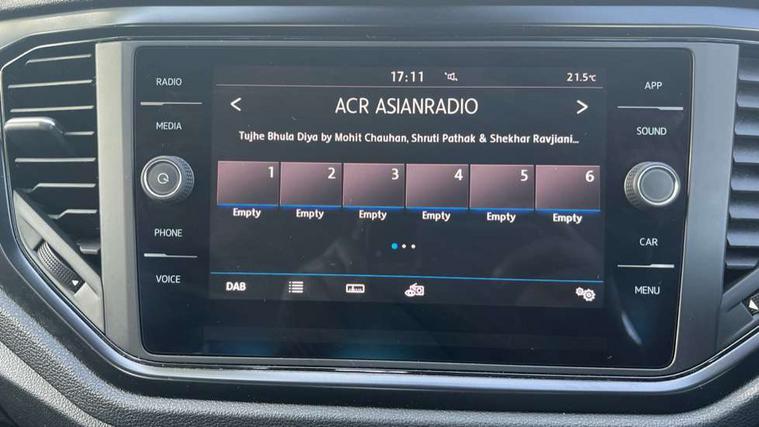 RADIO
MEDIA
PHONE
VOICE
17:11 21.5°C
< ACR ASIANRADIO >
Tujhe Bhula Diya by Mohit Chauhan, Shruti Pathak & Shekhar Ravjiani...
1 2 3 4 5 6
Empty Empty Empty Empty Empty Empty
DAB
APP
SOUND
CAR
MENU